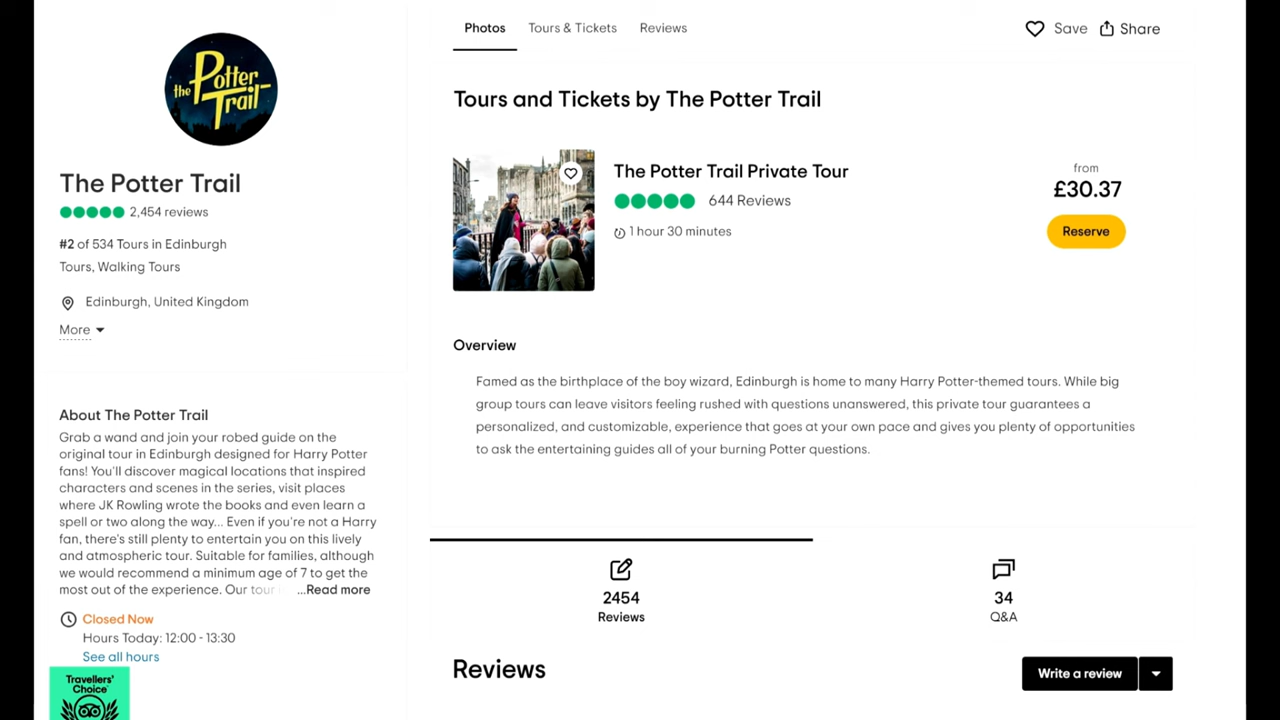 the Potter Trail
The Potter Trail
2,454 reviews
#2 of 534 Tours in Edinburgh
Tours, Walking Tours
Edinburgh, United Kingdom
More
About The Potter Trail
Grab a wand and join your robed guide on the
original tour in Edinburgh designed for Harry Potter
fans! You'll discover magical locations that inspired
characters and scenes in the series, visit places
where JK Rowling wrote the books and even learn a
spell or two along the way... Even if you're not a Harry
fan, there's still plenty to entertain you on this lively
and atmospheric tour. Suitable for families, although
we would recommend a minimum age of 7 to get the
most out of the experience. Our tour ...Read more
Closed Now
Hours Today: 12:00 - 13:30
See all hours
Travellers'
Choice
Photos Tours & Tickets Reviews Save Share
Tours and Tickets by The Potter Trail
The Potter Trail Private Tour
644 Reviews
1 hour 30 minutes
from
£30.37
Reserve
Overview
Famed as the birthplace of the boy wizard, Edinburgh is home to many Harry Potter-themed tours. While big
group tours can leave visitors feeling rushed with questions unanswered, this private tour guarantees a
personalized, and customizable, experience that goes at your own pace and gives you plenty of opportunities
to ask the entertaining guides all of your burning Potter questions.
2454
Reviews
34
Q&A
Reviews
Write a review